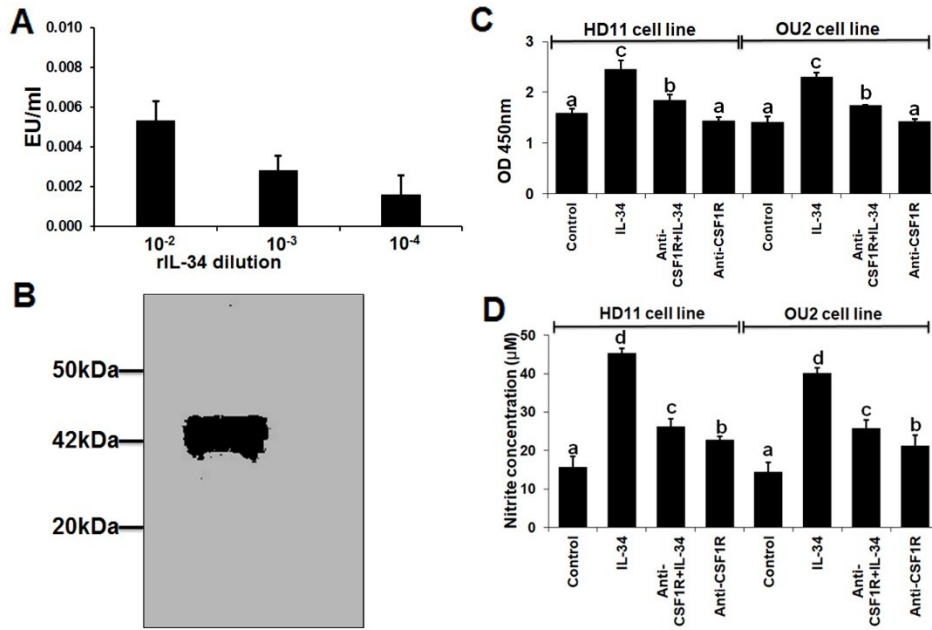 A
EU/ml
0.010
0.008
0.006
0.004
0.002
0.000
10-2 10-3 10-4
rIL-34 dilution
B
50kDa
42kDa
20kDa
C
HD11 cell line OU2 cell line
OD 450nm
3
2
1
0
a c b a a c b a
Control IL-34 Anti-CSF1R+IL-34 Anti-CSF1R Control IL-34 Anti-CSF1R+IL-34 Anti-CSF1R
D
HD11 cell line OU2 cell line
Nitrite concentration (µM)
50
40
30
20
10
0
a d c b a d c b
Control IL-34 Anti-CSF1R+IL-34 Anti-CSF1R Control IL-34 Anti-CSF1R+IL-34 Anti-CSF1R